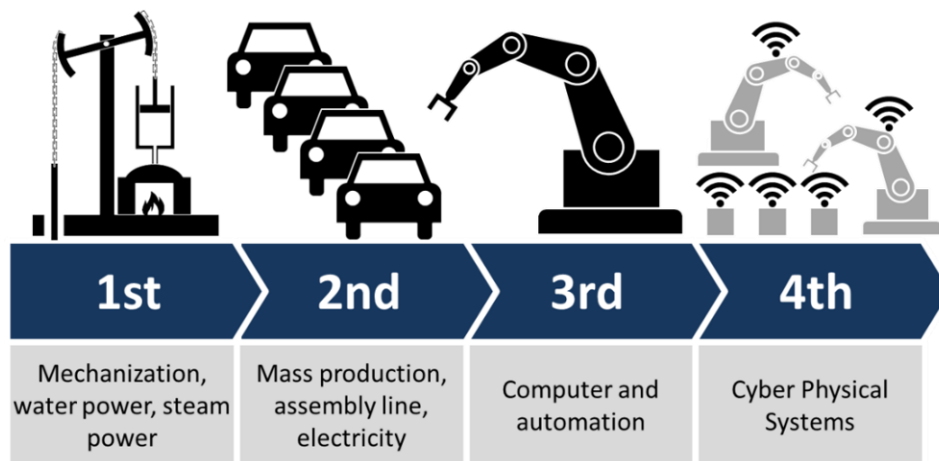 1st
2nd
3rd
4th
Mechanization,
water power, steam
power
Mass production,
assembly line,
electricity
Computer and
automation
Cyber Physical
Systems